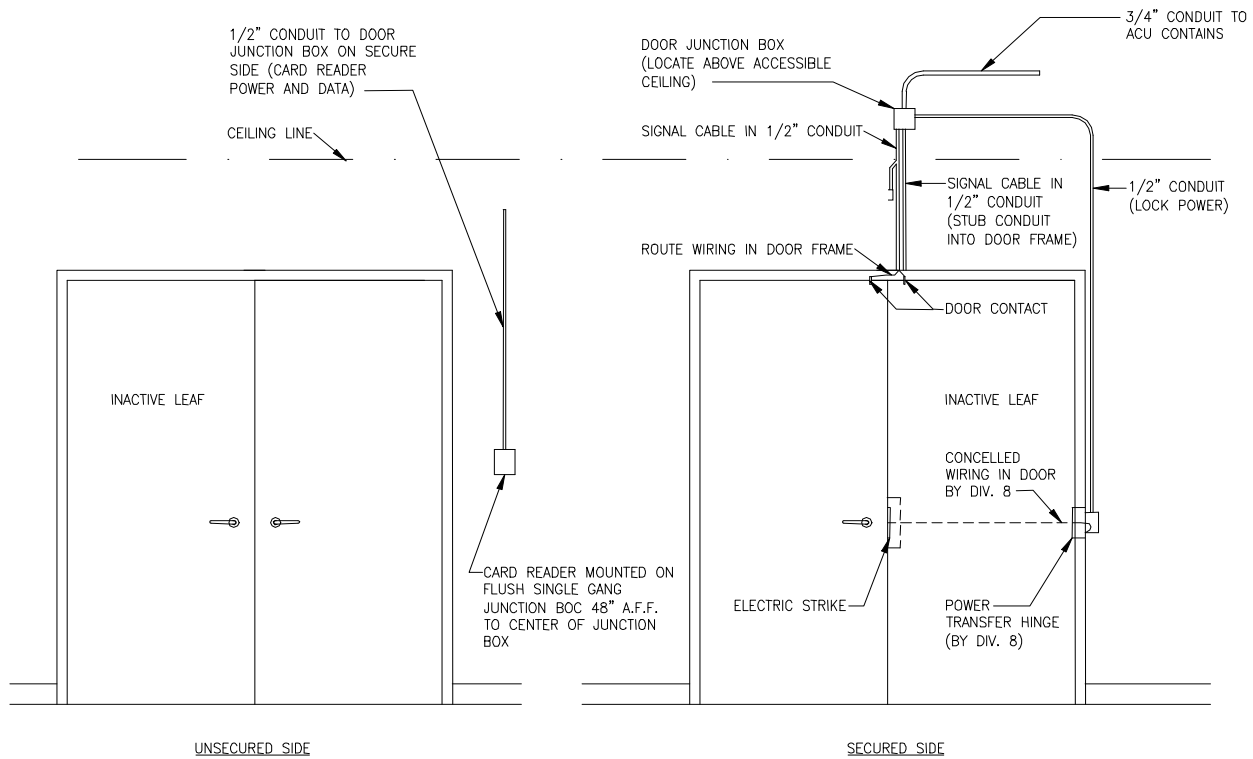 1/2" CONDUIT TO DOOR
JUNCTION BOX ON SECURE
SIDE (CARD READER
POWER AND DATA)
CEILING LINE
INACTIVE LEAF
CARD READER MOUNTED ON
FLUSH SINGLE GANG
JUNCTION BOC 48" A.F.F.
TO CENTER OF JUNCTION
BOX
UNSECURED SIDE
3/4" CONDUIT TO
ACU CONTAINS
DOOR JUNCTION BOX
(LOCATE ABOVE ACCESSIBLE
CEILING)
SIGNAL CABLE IN 1/2" CONDUIT
SIGNAL CABLE IN
1/2" CONDUIT
(STUB CONDUIT
INTO DOOR FRAME)
1/2" CONDUIT
(LOCK POWER)
ROUTE WIRING IN DOOR FRAME
DOOR CONTACT
INACTIVE LEAF
CONCELLED
WIRING IN DOOR
BY DIV. 8
ELECTRIC STRIKE
POWER
TRANSFER HINGE
(BY DIV. 8)
SECURED SIDE